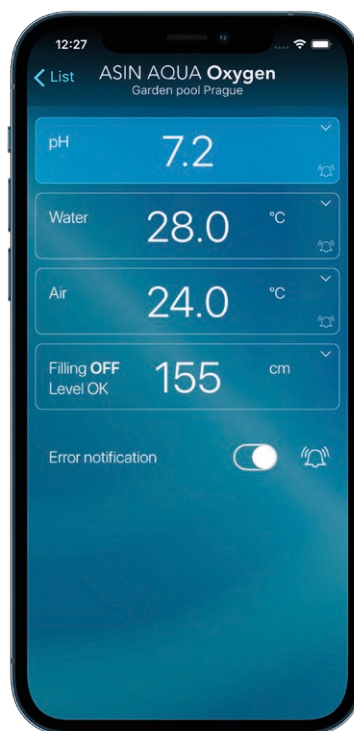 12:27
List
ASIN AQUA Oxygen
Garden pool Prague
pH
7.2
Water
28.0
°C
Air
24.0
°C
Filling OFF
Level OK
155
cm
Error notification